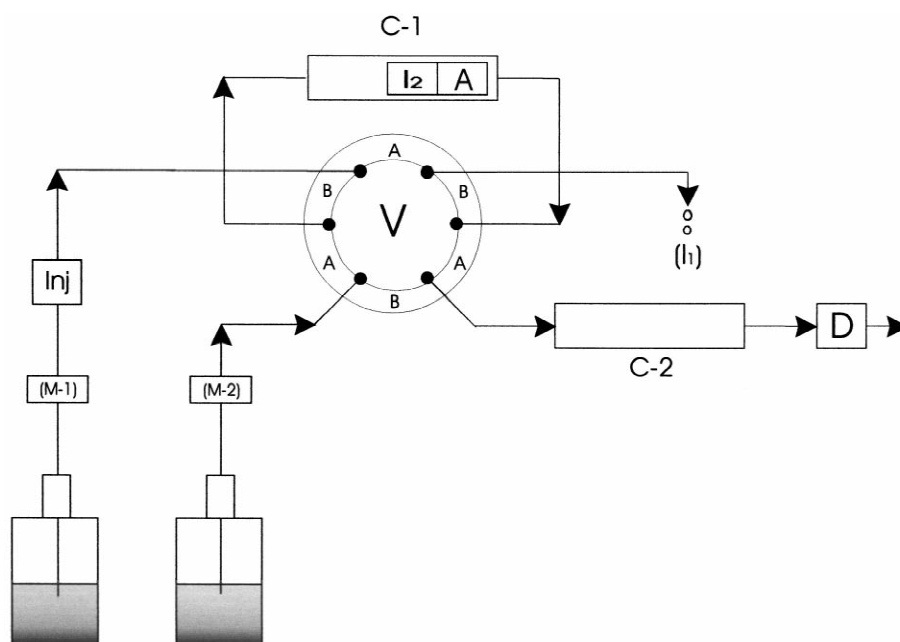 C-1
I₂ A
A
B B
V
A A
B
(I₁)
Inj
D
C-2
(M-1) (M-2)